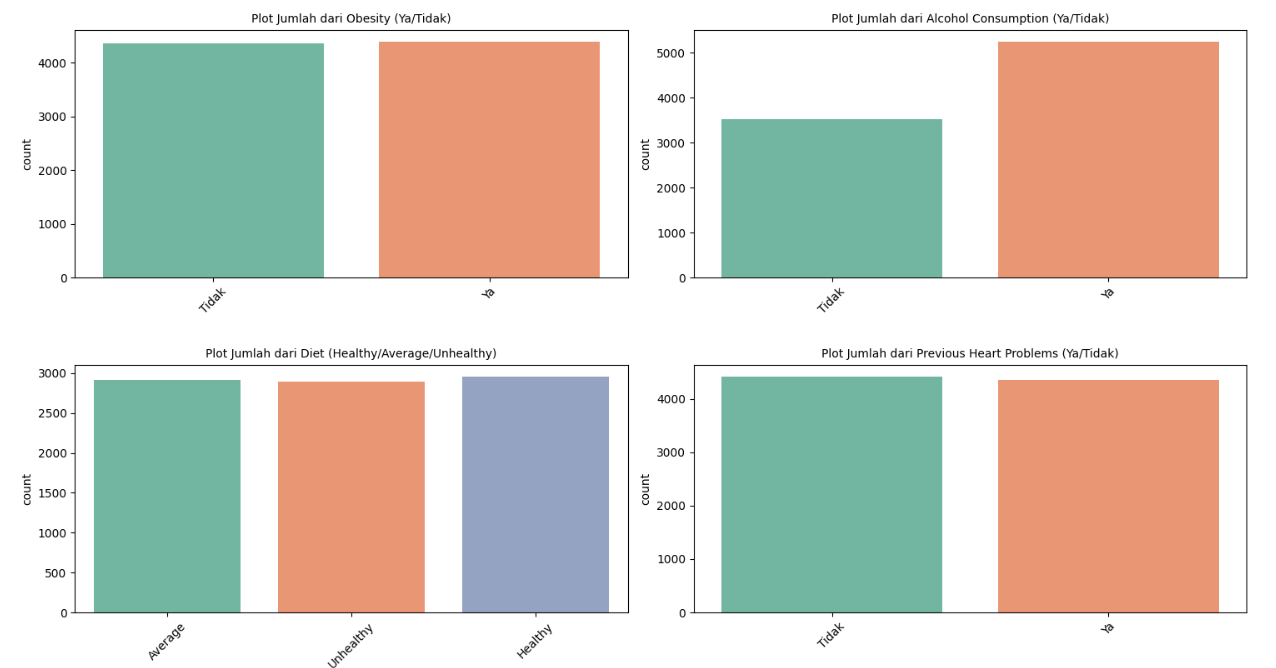 Plot Jumlah dari Obesity (Ya/Tidak)
count
4000
3000
2000
1000
0
Tidak
Ya
Plot Jumlah dari Alcohol Consumption (Ya/Tidak)
count
5000
4000
3000
2000
1000
0
Tidak
Ya
Plot Jumlah dari Diet (Healthy/Average/Unhealthy)
count
3000
2500
2000
1500
1000
500
0
Average
Unhealthy
Healthy
Plot Jumlah dari Previous Heart Problems (Ya/Tidak)
count
4000
3000
2000
1000
0
Tidak
Ya